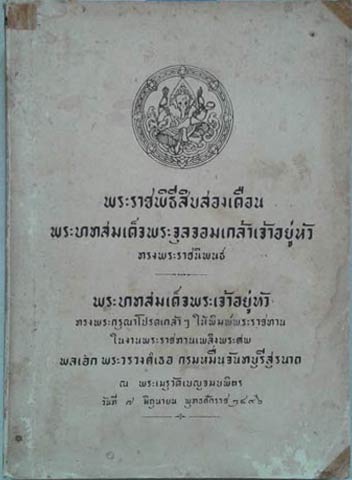 พระราชพิธีสิบสองเดือน
พระบาทสมเด็จพระจุลจอมเกล้าเจ้าอยู่หัว
ทรงพระราชนิพนธ์
พระบาทสมเด็จพระเจ้าอยู่หัว
ทรงพระกรุณาโปรดเกล้าฯ ให้พิมพ์พระราชทาน
ในงานพระราชทานเพลิงพระศพ
พลเอก พระวรวงศ์เธอ กรมหมื่นจันทบุรีสุรนาถ
ณ พระเมรุวัดเบญจมบพิตร
วันที่ ๗ มิถุนายน พุทธศักราช ๒๔๙๖